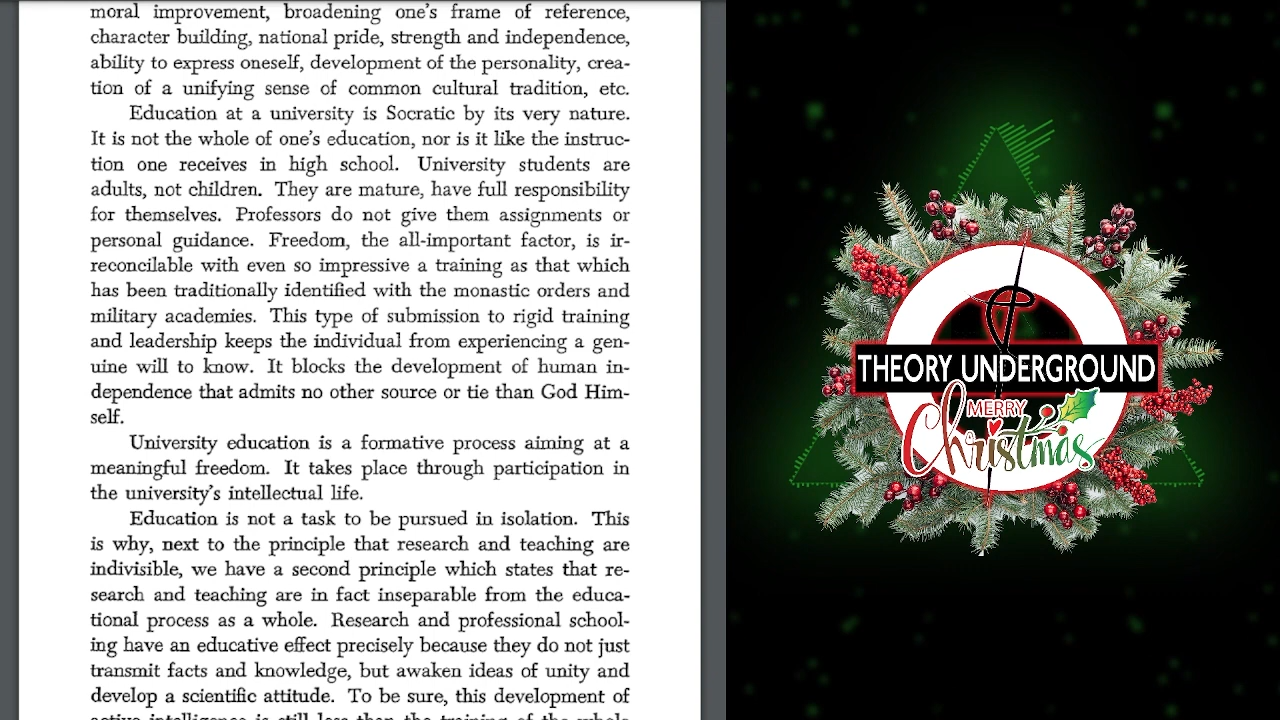 moral improvement, broadening one's frame of reference,
character building, national pride, strength and independence,
ability to express oneself, development of the personality, crea-
tion of a unifying sense of common cultural tradition, etc.
Education at a university is Socratic by its very nature.
It is not the whole of one's education, nor is it like the instruc-
tion one receives in high school. University students are
adults, not children. They are mature, have full responsibility
for themselves. Professors do not give them assignments or
personal guidance. Freedom, the all-important factor, is ir-
reconcilable with even so impressive a training as that which
has been traditionally identified with the monastic orders and
military academies. This type of submission to rigid training
and leadership keeps the individual from experiencing a gen-
uine will to know. It blocks the development of human in-
dependence that admits no other source or tie than God Him-
self.
University education is a formative process aiming at a
meaningful freedom. It takes place through participation in
the university's intellectual life.
Education is not a task to be pursued in isolation. This
is why, next to the principle that research and teaching are
indivisible, we have a second principle which states that re-
search and teaching are in fact inseparable from the educa-
tional process as a whole. Research and professional school-
ing have an educative effect precisely because they do not just
transmit facts and knowledge, but awaken ideas of unity and
develop a scientific attitude. To be sure, this development of
active intelligence is still less than the training of the whole
THEORY UNDERGROUND
MERRY
Christmas